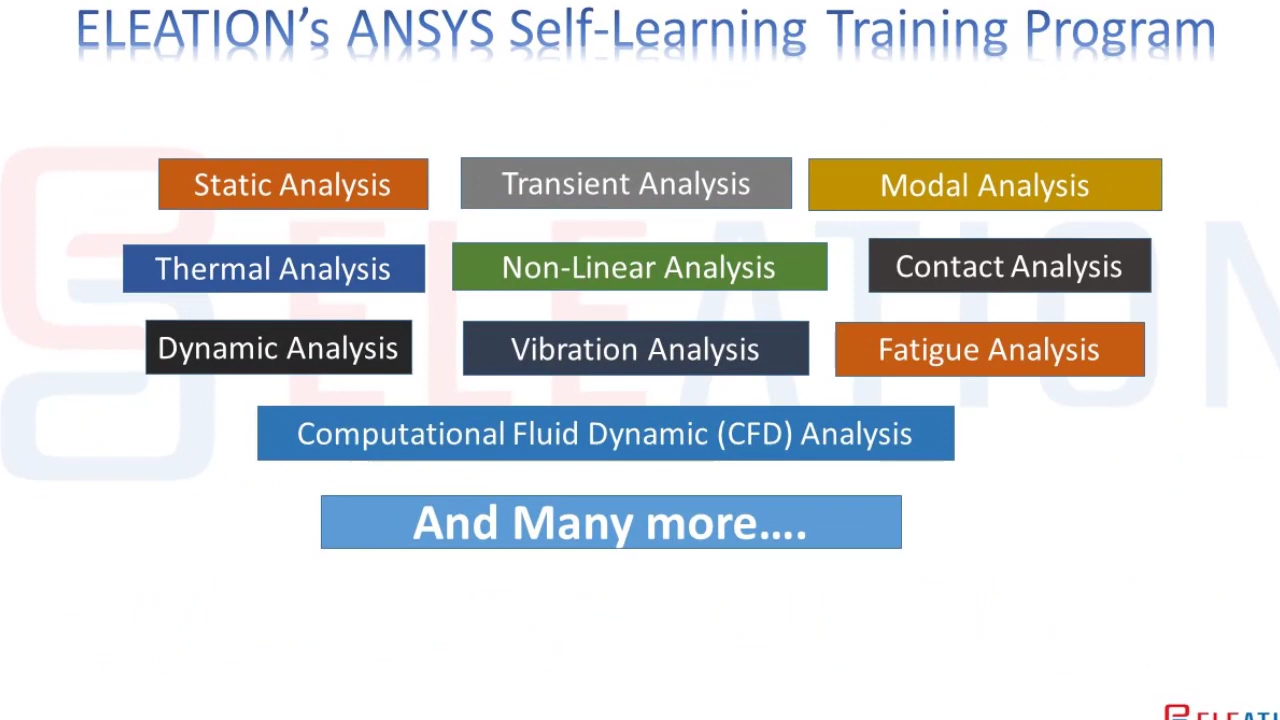 ELEATION’s ANSYS Self-Learning Training Program
Static Analysis
Transient Analysis
Modal Analysis
Thermal Analysis
Non-Linear Analysis
Contact Analysis
Dynamic Analysis
Vibration Analysis
Fatigue Analysis
Computational Fluid Dynamic (CFD) Analysis
And Many more….
ELEATION